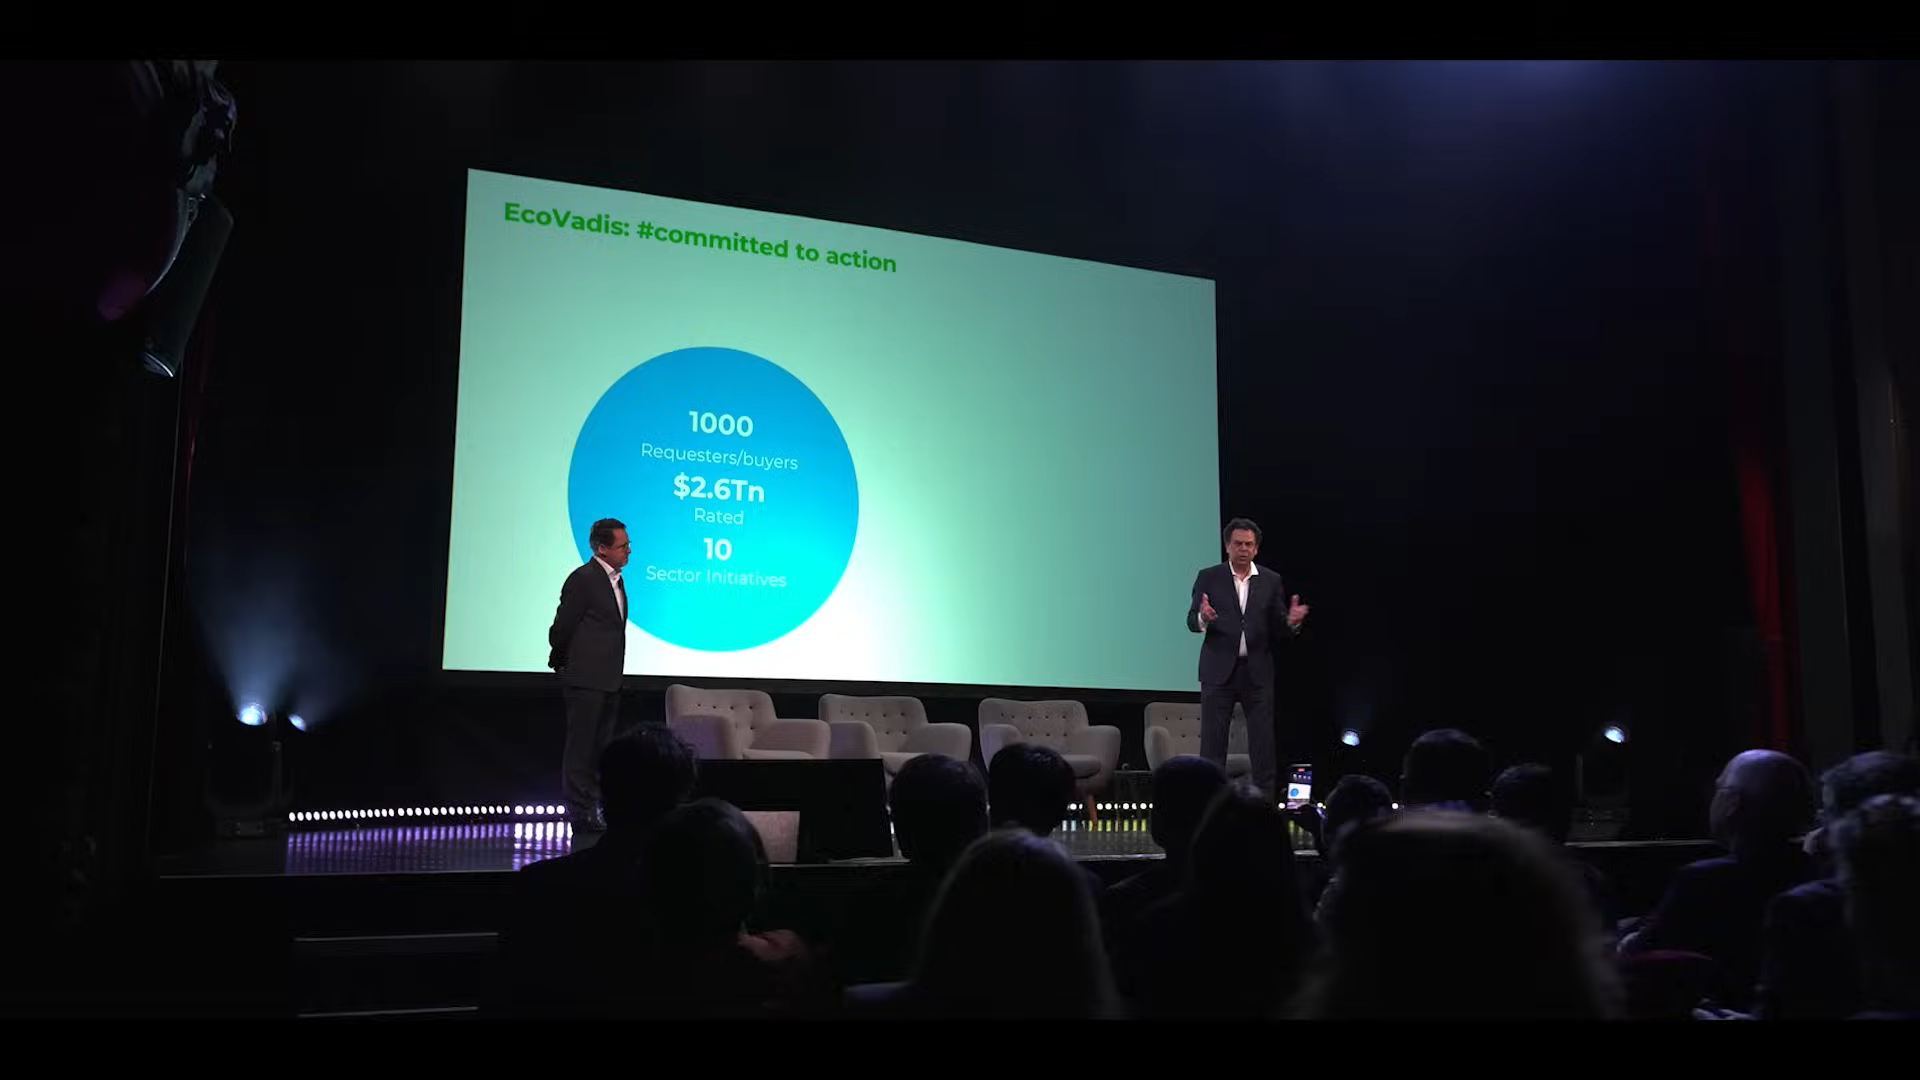 EcoVadis: #committed to action
1000
Requesters/buyers
$2.6Tn
Rated
10
Sector Initiatives